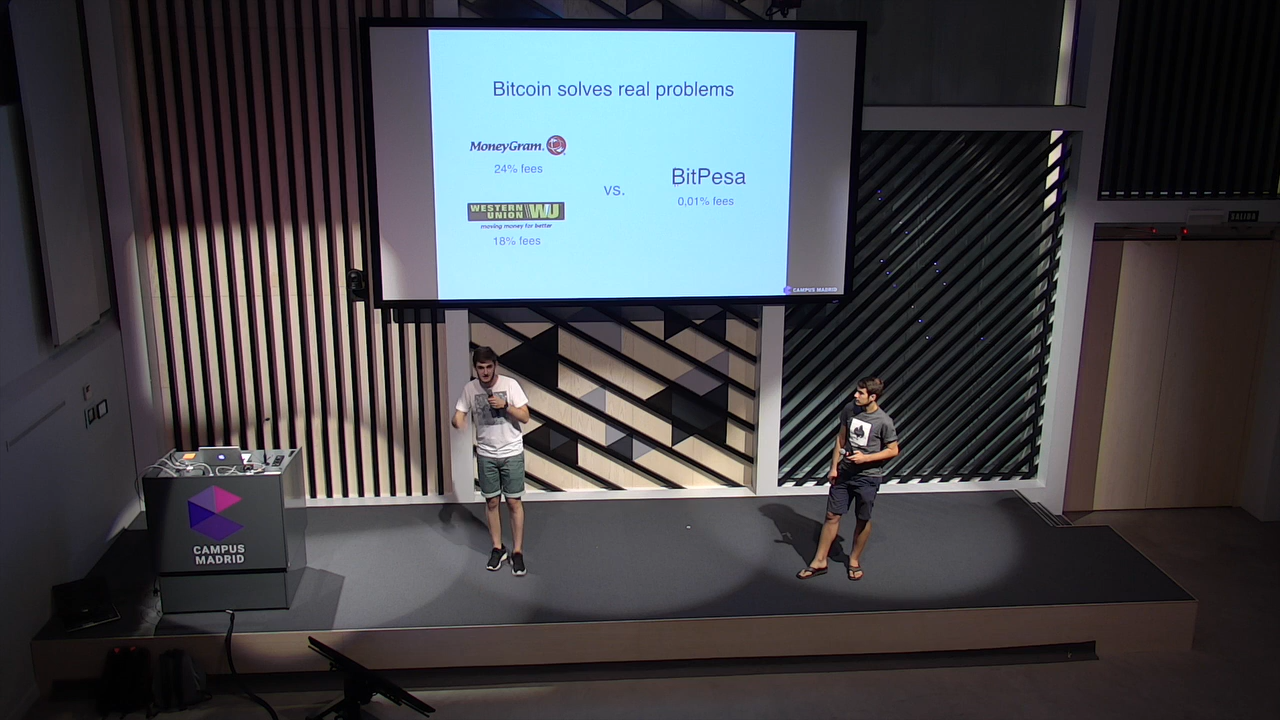 Bitcoin solves real problems
MoneyGram.
24% fees
WESTERN
UNION WU
moving money for better
18% fees
vs.
BitPesa
0,01% fees
CAMPUS MADRID
SALIDA
CAMPUS
MADRID